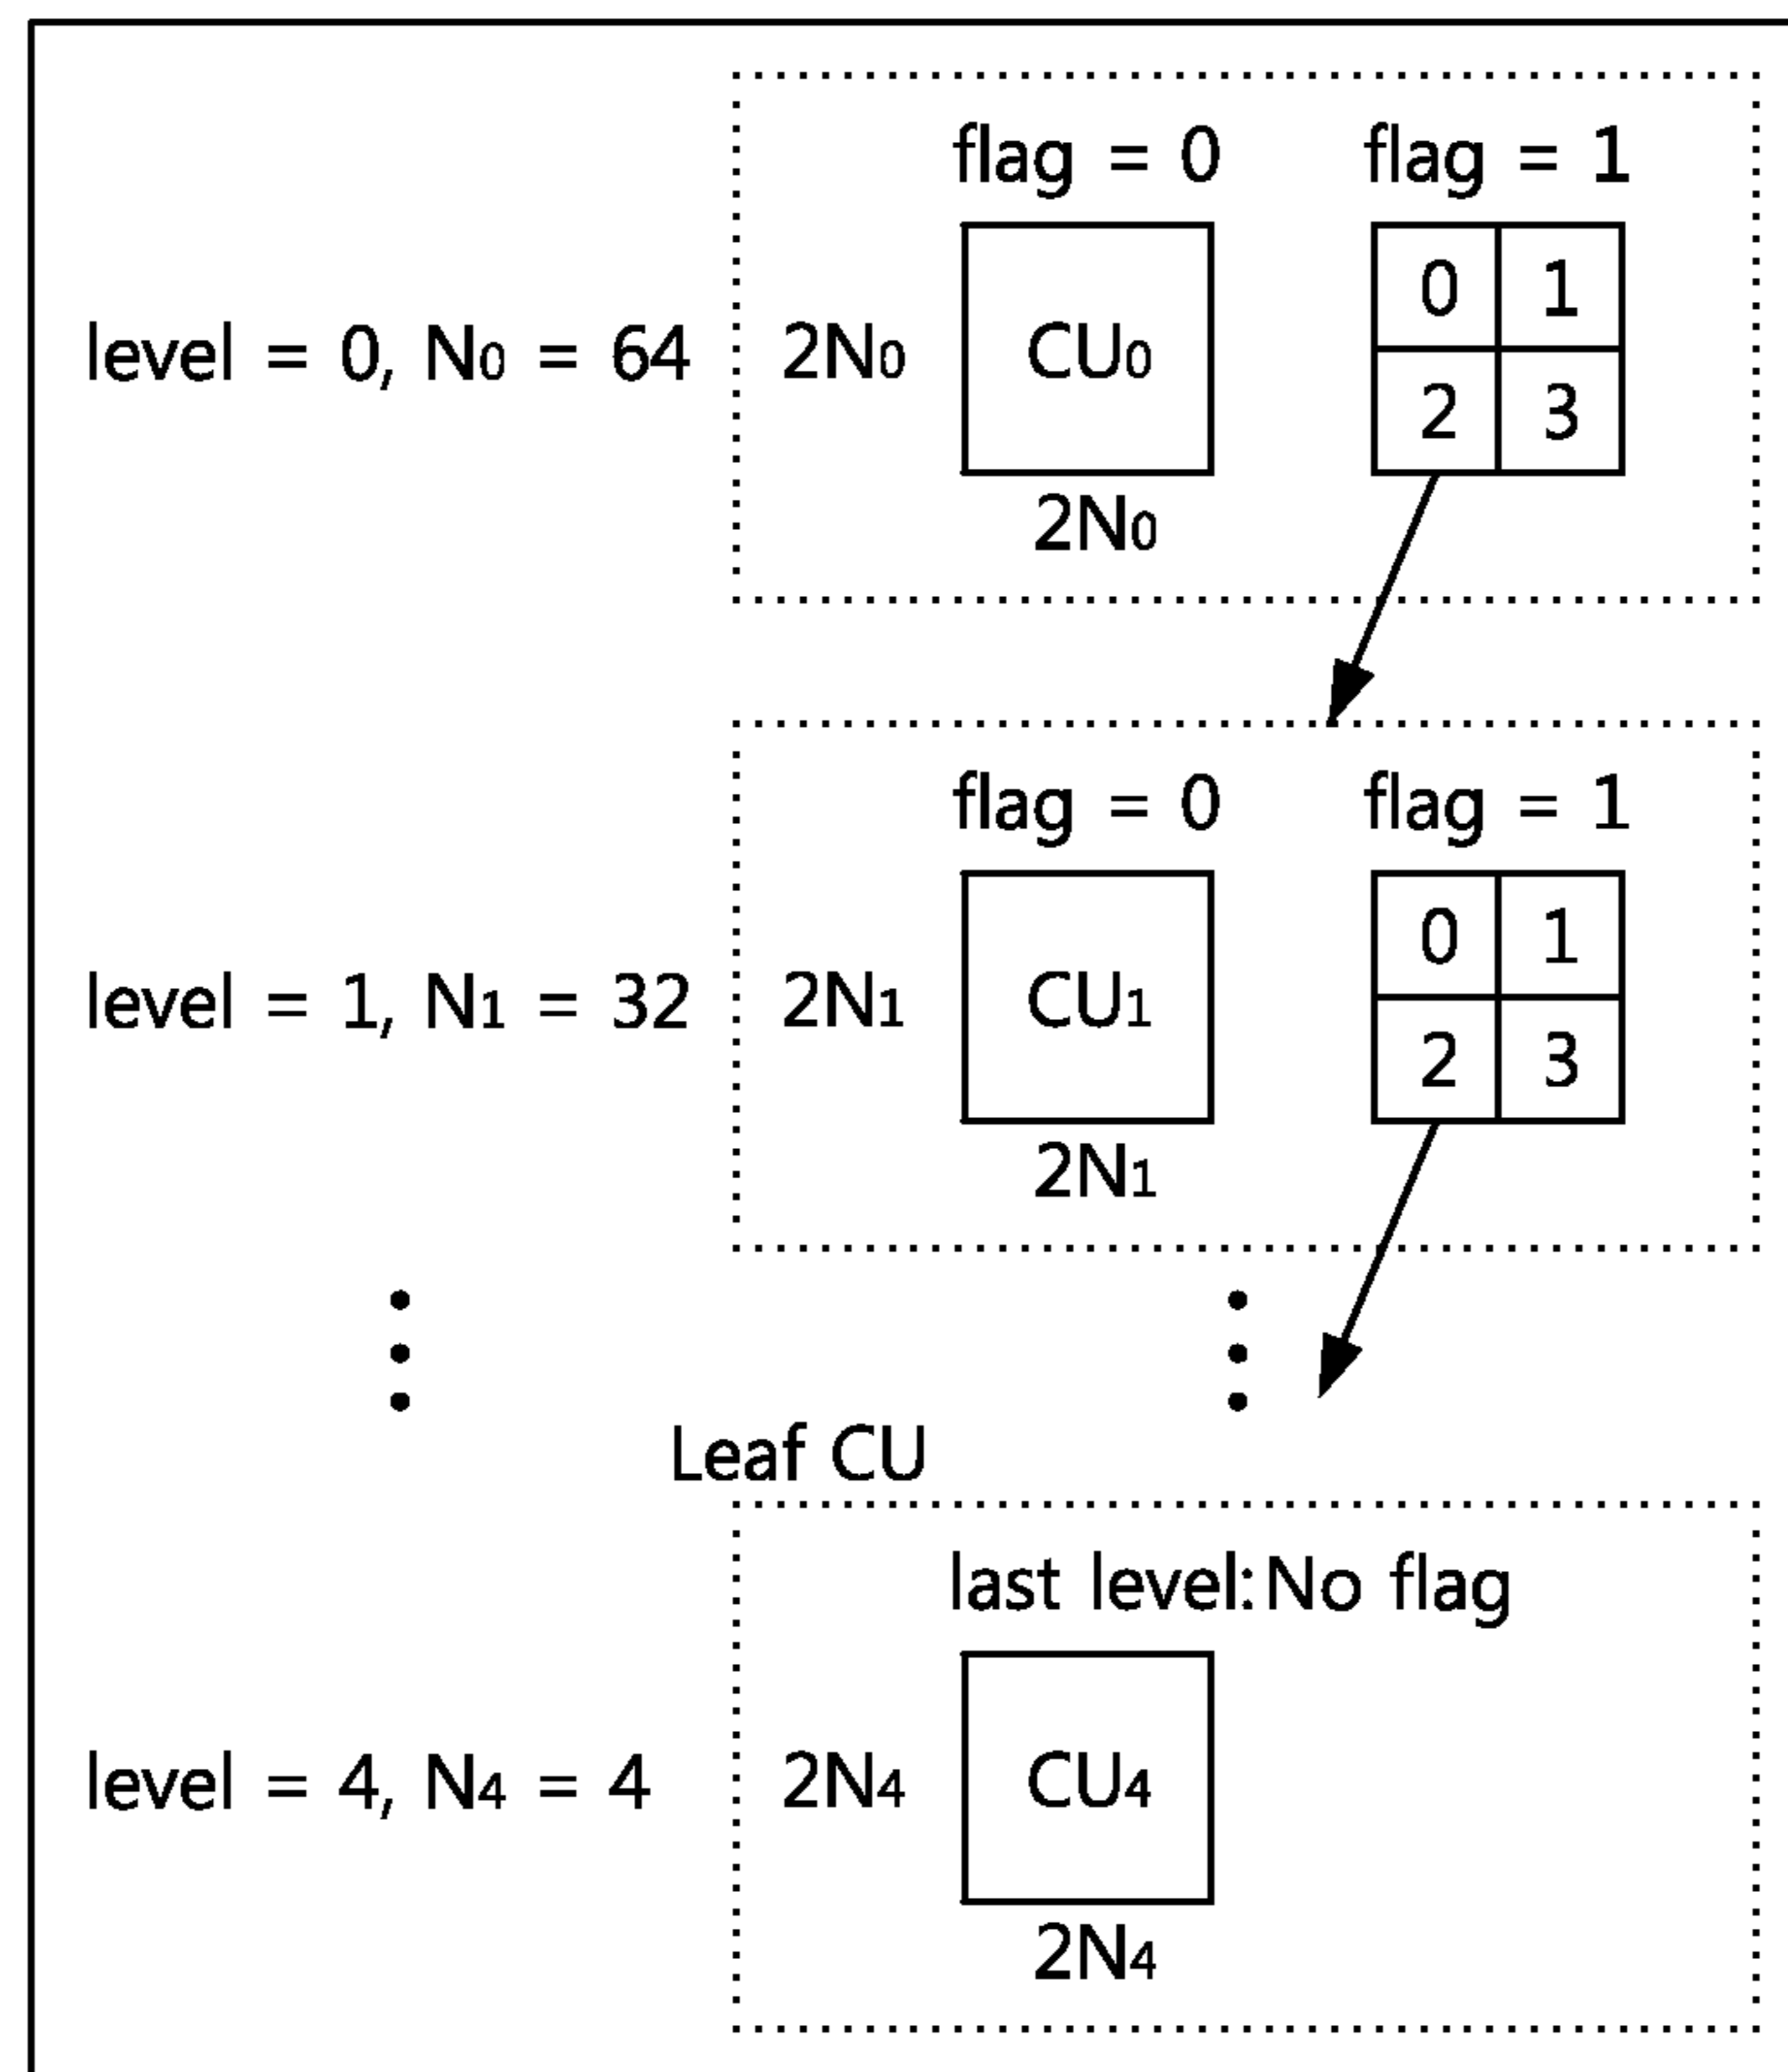 flag = 0 flag = 1
level = 0, N0 = 64 2N0 CU0 0 1
2 3
2N0
flag = 0 flag = 1
level = 1, N1 = 32 2N1 CU1 0 1
2 3
2N1
Leaf CU
last level:No flag
level = 4, N4 = 4 2N4 CU4
2N4